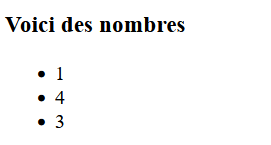 Voici des nombres
• 1
• 4
• 3